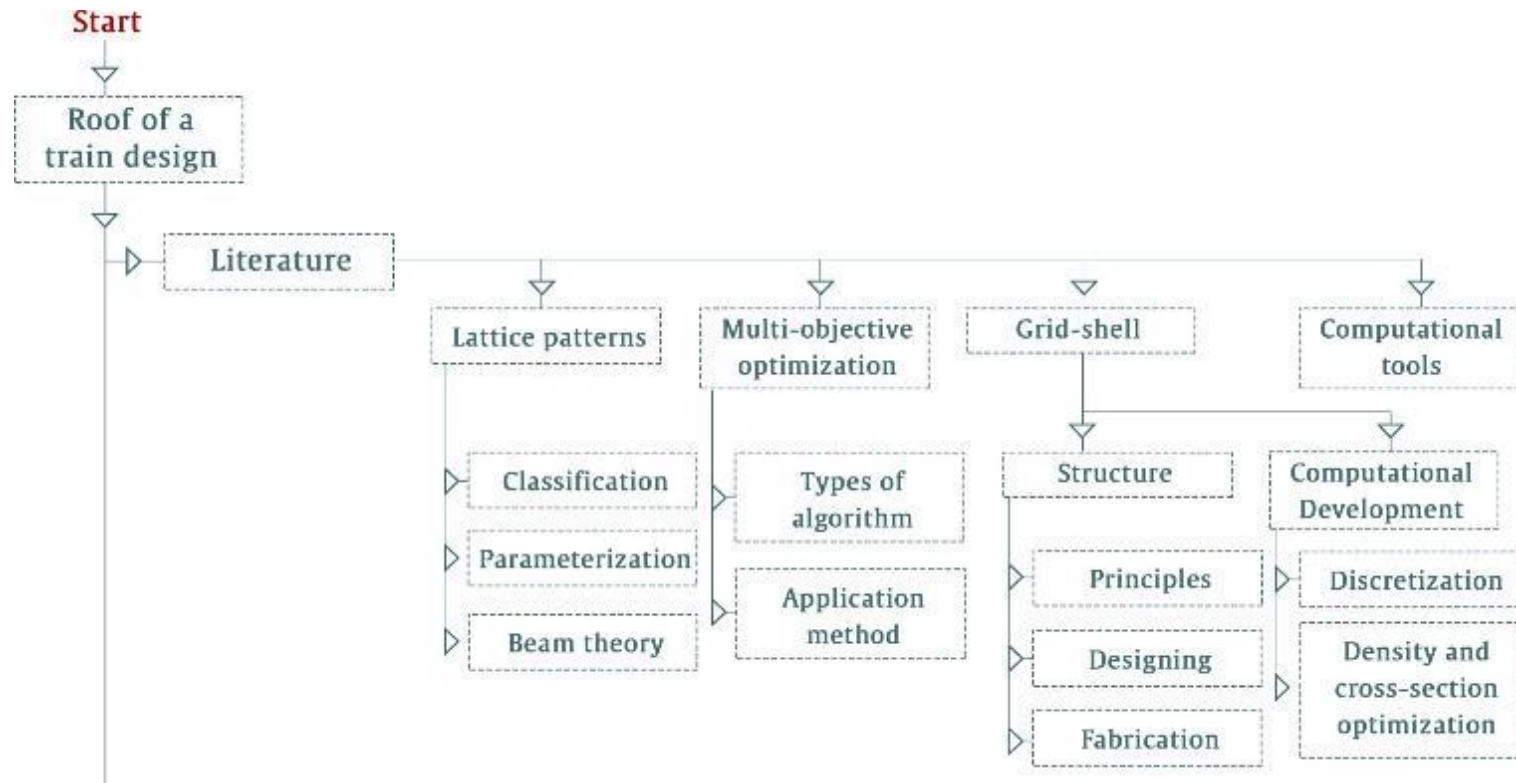 Start
Roof of a
train design
Literature
Lattice patterns
Multi-objective
optimization
Grid-shell
Computational
tools
Classification
Parameterization
Beam theory
Types of
algorithm
Application
method
Structure
Computational
Development
Principles
Designing
Fabrication
Discretization
Density and
cross-section
optimization